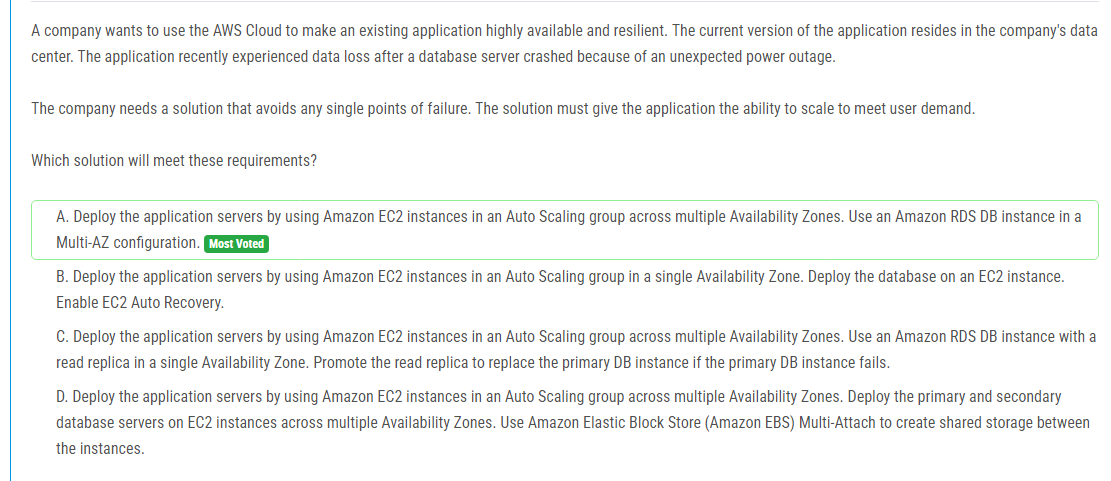 A company wants to use the AWS Cloud to make an existing application highly available and resilient. The current version of the application resides in the company's data
center. The application recently experienced data loss after a database server crashed because of an unexpected power outage.
The company needs a solution that avoids any single points of failure. The solution must give the application the ability to scale to meet user demand.
Which solution will meet these requirements?
A. Deploy the application servers by using Amazon EC2 instances in an Auto Scaling group across multiple Availability Zones. Use an Amazon RDS DB instance in a
Multi-AZ configuration. Most Voted
B. Deploy the application servers by using Amazon EC2 instances in an Auto Scaling group in a single Availability Zone. Deploy the database on an EC2 instance.
Enable EC2 Auto Recovery.
C. Deploy the application servers by using Amazon EC2 instances in an Auto Scaling group across multiple Availability Zones. Use an Amazon RDS DB instance with a
read replica in a single Availability Zone. Promote the read replica to replace the primary DB instance if the primary DB instance fails.
D. Deploy the application servers by using Amazon EC2 instances in an Auto Scaling group across multiple Availability Zones. Deploy the primary and secondary
database servers on EC2 instances across multiple Availability Zones. Use Amazon Elastic Block Store (Amazon EBS) Multi-Attach to create shared storage between
the instances.